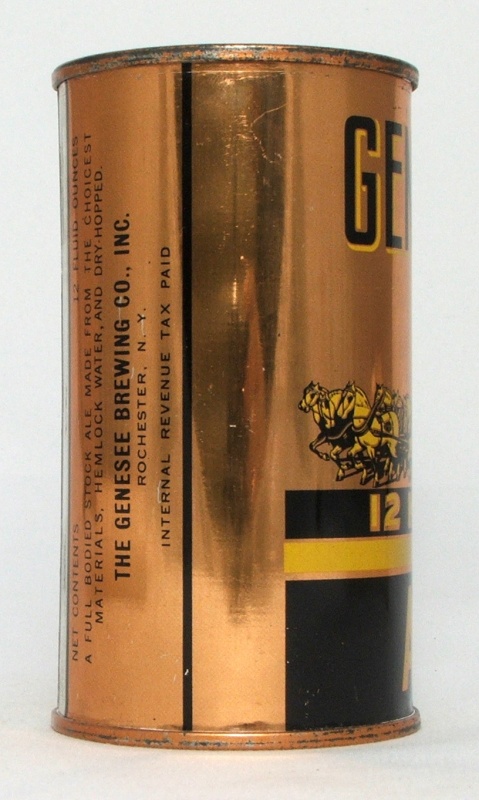 NET CONTENTS 12 FLUID OUNCES
A FULL BODIED STOCK ALE MADE FROM THE CHOICEST
MATERIALS, HEMLOCK WATER, AND DRY-HOPPED.
THE GENESEE BREWING CO., INC.
ROCHESTER, N. Y.
INTERNAL REVENUE TAX PAID
GE
12
A